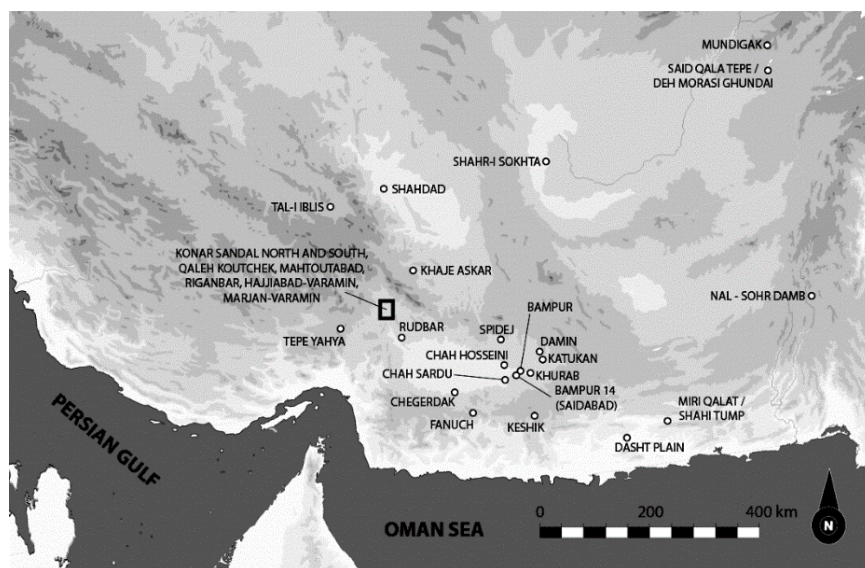 MUNDIGAK
SAID QALA TEPE /
DEH MORASI GHUNDAI
SHAHR-I SOKHTA
SHAHDAD
TAL-I IBLIS
KONAR SANDAL NORTH AND SOUTH,
QALEH KOUTCHEK, MAHTOUTABAD,
RIGANBAR, HAJJIABAD-VARAMIN,
MARJAN-VARAMIN
KHAJE ASKAR
NAL - SOHR DAMB
BAMPUR
RUDBAR
SPIDEJ
TEPE YAHYA
DAMIN
CHAH HOSSEINI
KATUKAN
CHAH SARDU
KHURAB
BAMPUR 14
(SAIDABAD)
CHEGERDAK
MIRI QALAT /
SHAHI TUMP
FANUCH
KESHIK
DASHT PLAIN
PERSIAN GULF
OMAN SEA
0 200 400 km
N